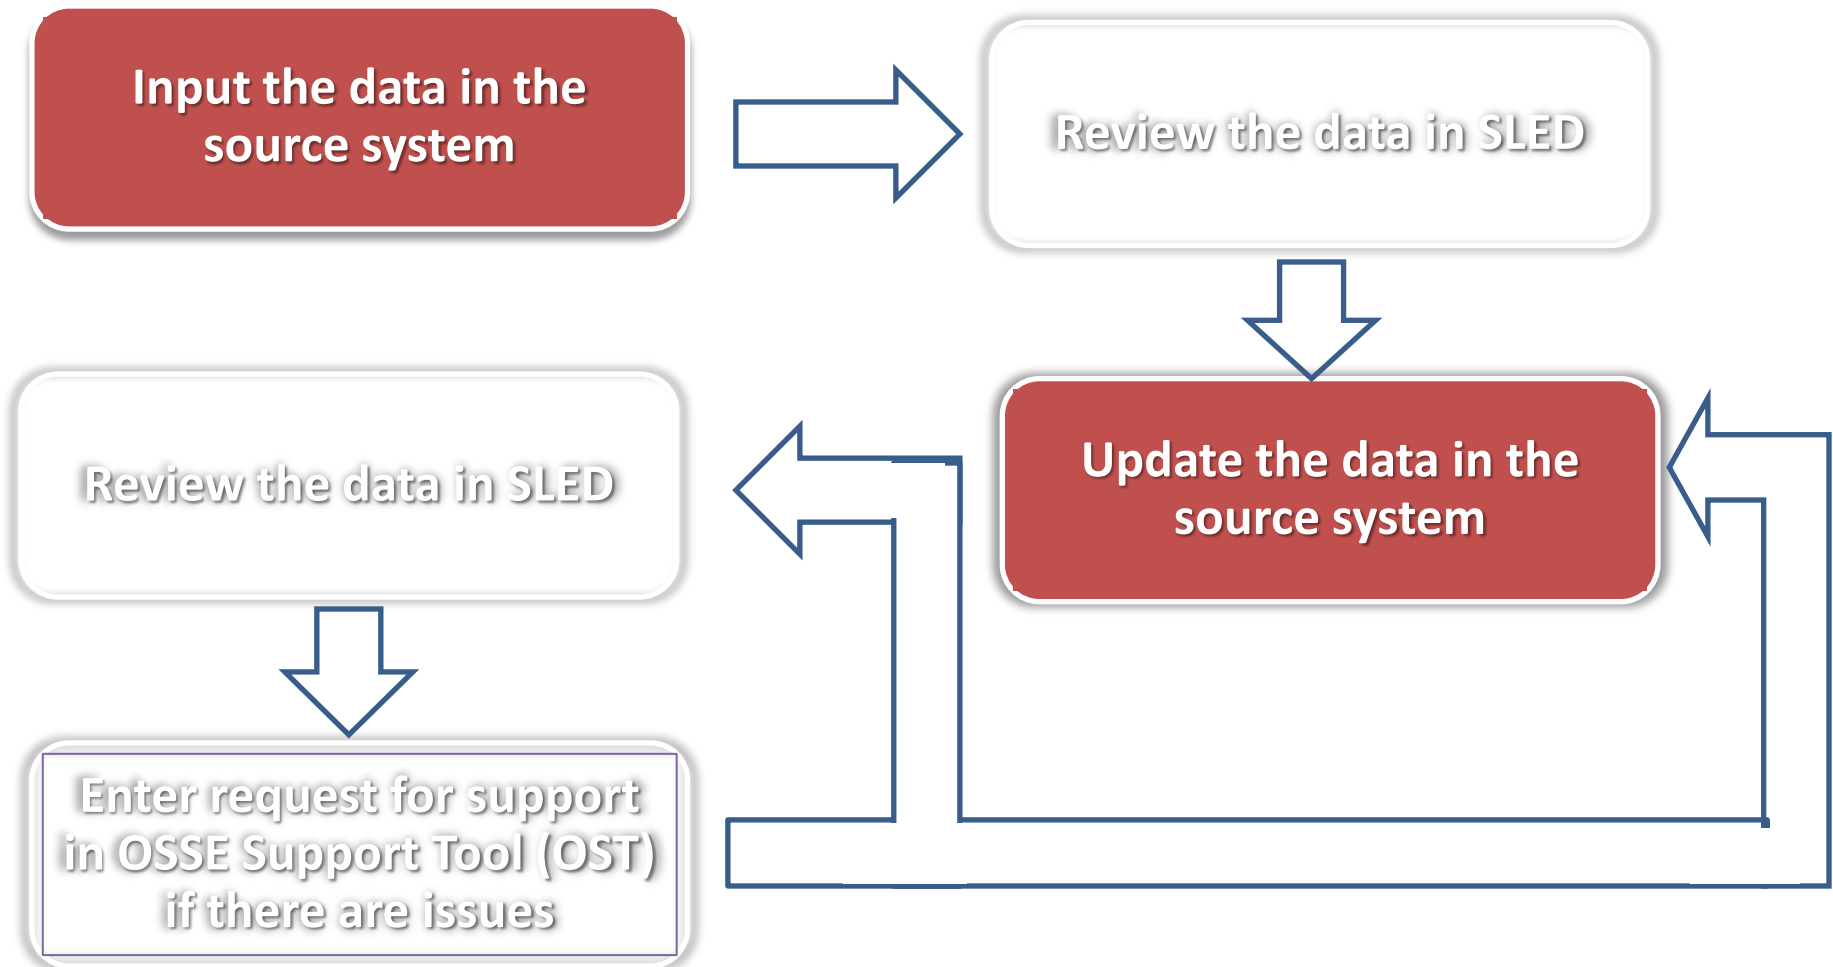 Input the data in the
source system
Review the data in SLED
Update the data in the
source system
Review the data in SLED
Enter request for support
in OSSE Support Tool (OST)
if there are issues